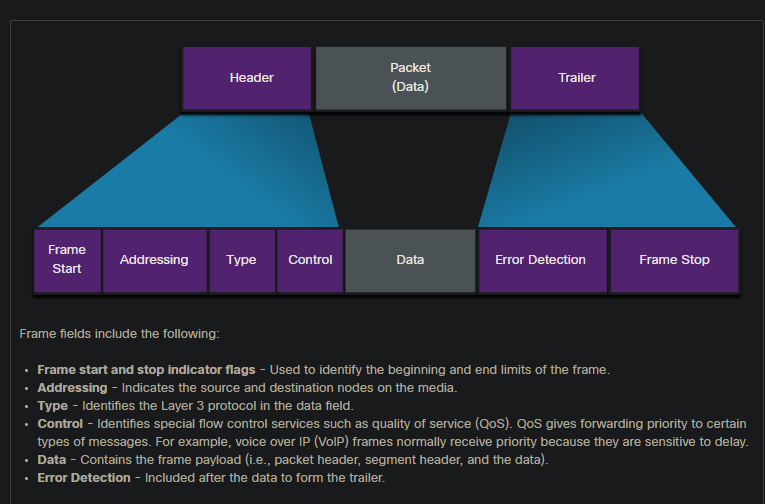 Header
Packet
(Data)
Trailer
Frame
Start
Addressing
Type
Control
Data
Error Detection
Frame Stop
Frame fields include the following:
• Frame start and stop indicator flags - Used to identify the beginning and end limits of the frame.
• Addressing - Indicates the source and destination nodes on the media.
• Type - Identifies the Layer 3 protocol in the data field.
• Control - Identifies special flow control services such as quality of service (QoS). QoS gives forwarding priority to certain
types of messages. For example, voice over IP (VoIP) frames normally receive priority because they are sensitive to delay.
• Data - Contains the frame payload (i.e., packet header, segment header, and the data).
• Error Detection - Included after the data to form the trailer.